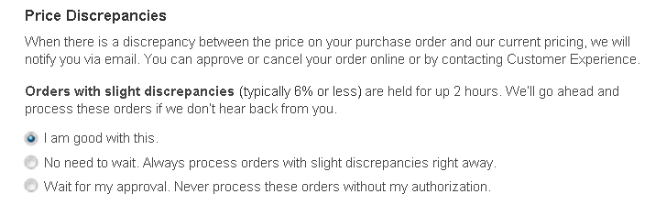 Price Discrepancies
When there is a discrepancy between the price on your purchase order and our current pricing, we will
notify you via email. You can approve or cancel your order online or by contacting Customer Experience.
Orders with slight discrepancies (typically 6% or less) are held for up 2 hours. We'll go ahead and
process these orders if we don't hear back from you.
I am good with this.
No need to wait. Always process orders with slight discrepancies right away.
Wait for my approval. Never process these orders without my authorization.